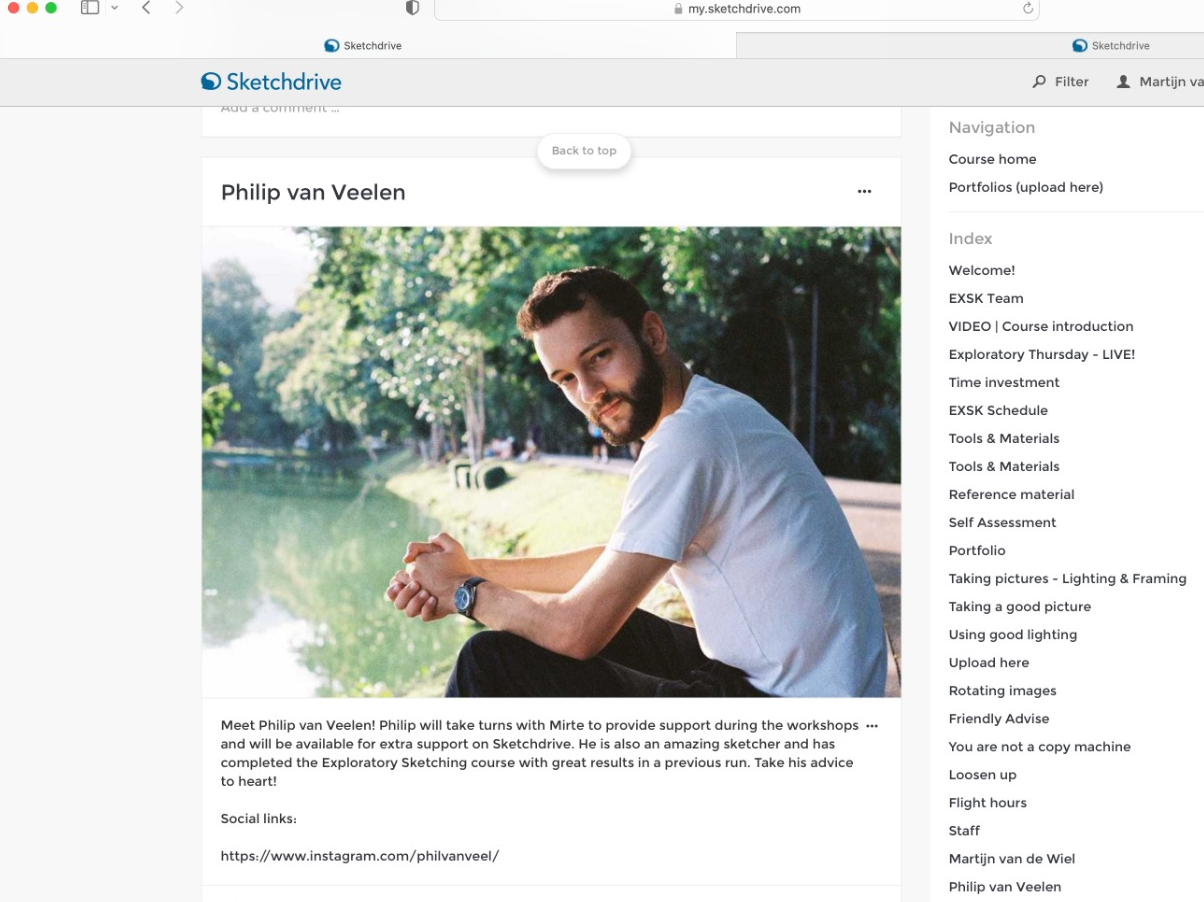 my.sketchdrive.com
Sketchdrive
Sketchdrive
Sketchdrive
Filter
Martijn va
Add a comment ...
Back to top
Philip van Veelen
Meet Philip van Veelen! Philip will take turns with Mirte to provide support during the workshops
and will be available for extra support on Sketchdrive. He is also an amazing sketcher and has
completed the Exploratory Sketching course with great results in a previous run. Take his advice
to heart!
Social links:
https://www.instagram.com/philvanveel/
Navigation
Course home
Portfolios (upload here)
Index
Welcome!
EXSK Team
VIDEO | Course introduction
Exploratory Thursday - LIVE!
Time investment
EXSK Schedule
Tools & Materials
Tools & Materials
Reference material
Self Assessment
Portfolio
Taking pictures - Lighting & Framing
Taking a good picture
Using good lighting
Upload here
Rotating images
Friendly Advise
You are not a copy machine
Loosen up
Flight hours
Staff
Martijn van de Wiel
Philip van Veelen